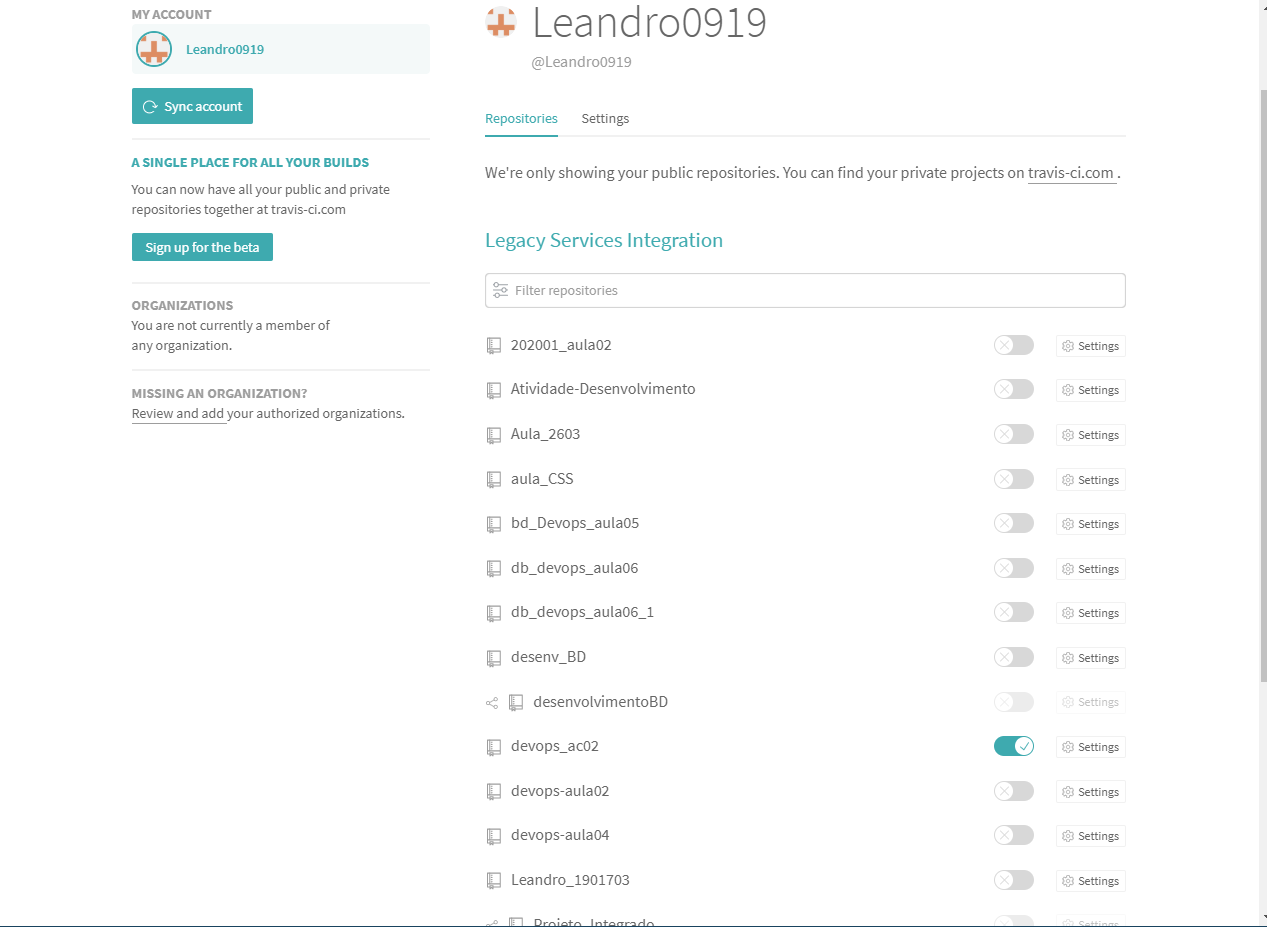 MY ACCOUNT
Leandro0919
Sync account
A SINGLE PLACE FOR ALL YOUR BUILDS
You can now have all your public and private
repositories together at travis-ci.com
Sign up for the beta
ORGANIZATIONS
You are not currently a member of
any organization.
MISSING AN ORGANIZATION?
Review and add your authorized organizations.
Leandro0919
@Leandro0919
Repositories Settings
We're only showing your public repositories. You can find your private projects on travis-ci.com .
Legacy Services Integration
Filter repositories
202001_aula02 Settings
Atividade-Desenvolvimento Settings
Aula_2603 Settings
aula_CSS Settings
bd_Devops_aula05 Settings
db_devops_aula06 Settings
db_devops_aula06_1 Settings
desenv_BD Settings
desenvolvimentoBD Settings
devops_ac02 Settings
devops-aula02 Settings
devops-aula04 Settings
Leandro_1901703 Settings
Projeto_Integrado Settings